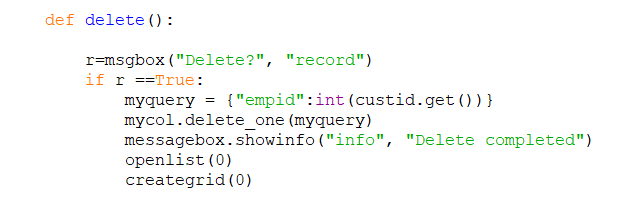 def delete():
r=msgbox("Delete?", "record")
if r ==True:
myquery = {"empid":int(custid.get())}
mycol.delete_one(myquery)
messagebox.showinfo("info", "Delete completed")
openlist(0)
creategrid(0)